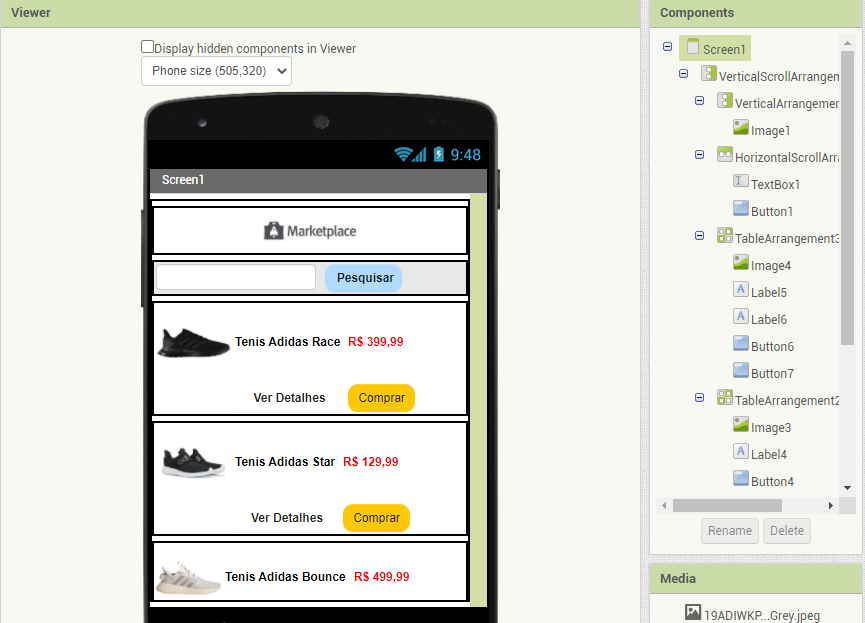 Viewer
Display hidden components in Viewer
Phone size (505,320)
9:48
Screen1
Marketplace
Pesquisar
Tenis Adidas Race R$ 399,99
Ver Detalhes Comprar
Tenis Adidas Star R$ 129,99
Ver Detalhes Comprar
Tenis Adidas Bounce R$ 499,99
Components
Screen1
VerticalScrollArrangen
VerticalArrangemer
Image1
HorizontalScrollArra
TextBox1
Button1
TableArrangement3
Image4
Label5
Label6
Button6
Button7
TableArrangement2
Image3
Label4
Button4
Rename Delete
Media
19ADIWKP...Grey.jpeg